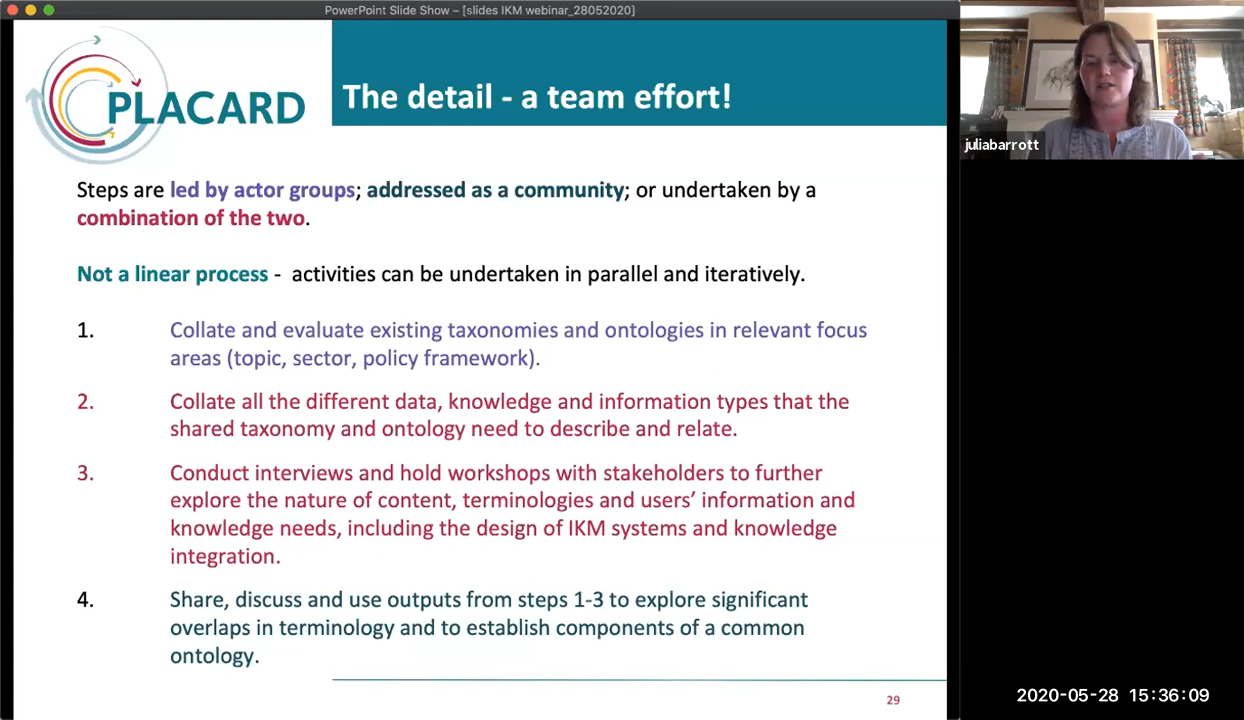 PowerPoint Slide Show – [slides IKM webinar_28052020]
PLACARD
The detail - a team effort!
juliabarrott
Steps are led by actor groups; addressed as a community; or undertaken by a
combination of the two.
Not a linear process - activities can be undertaken in parallel and iteratively.
1. Collate and evaluate existing taxonomies and ontologies in relevant focus
areas (topic, sector, policy framework).
2. Collate all the different data, knowledge and information types that the
shared taxonomy and ontology need to describe and relate.
3. Conduct interviews and hold workshops with stakeholders to further
explore the nature of content, terminologies and users’ information and
knowledge needs, including the design of IKM systems and knowledge
integration.
4. Share, discuss and use outputs from steps 1-3 to explore significant
overlaps in terminology and to establish components of a common
ontology.
29
2020-05-28 15:36:09